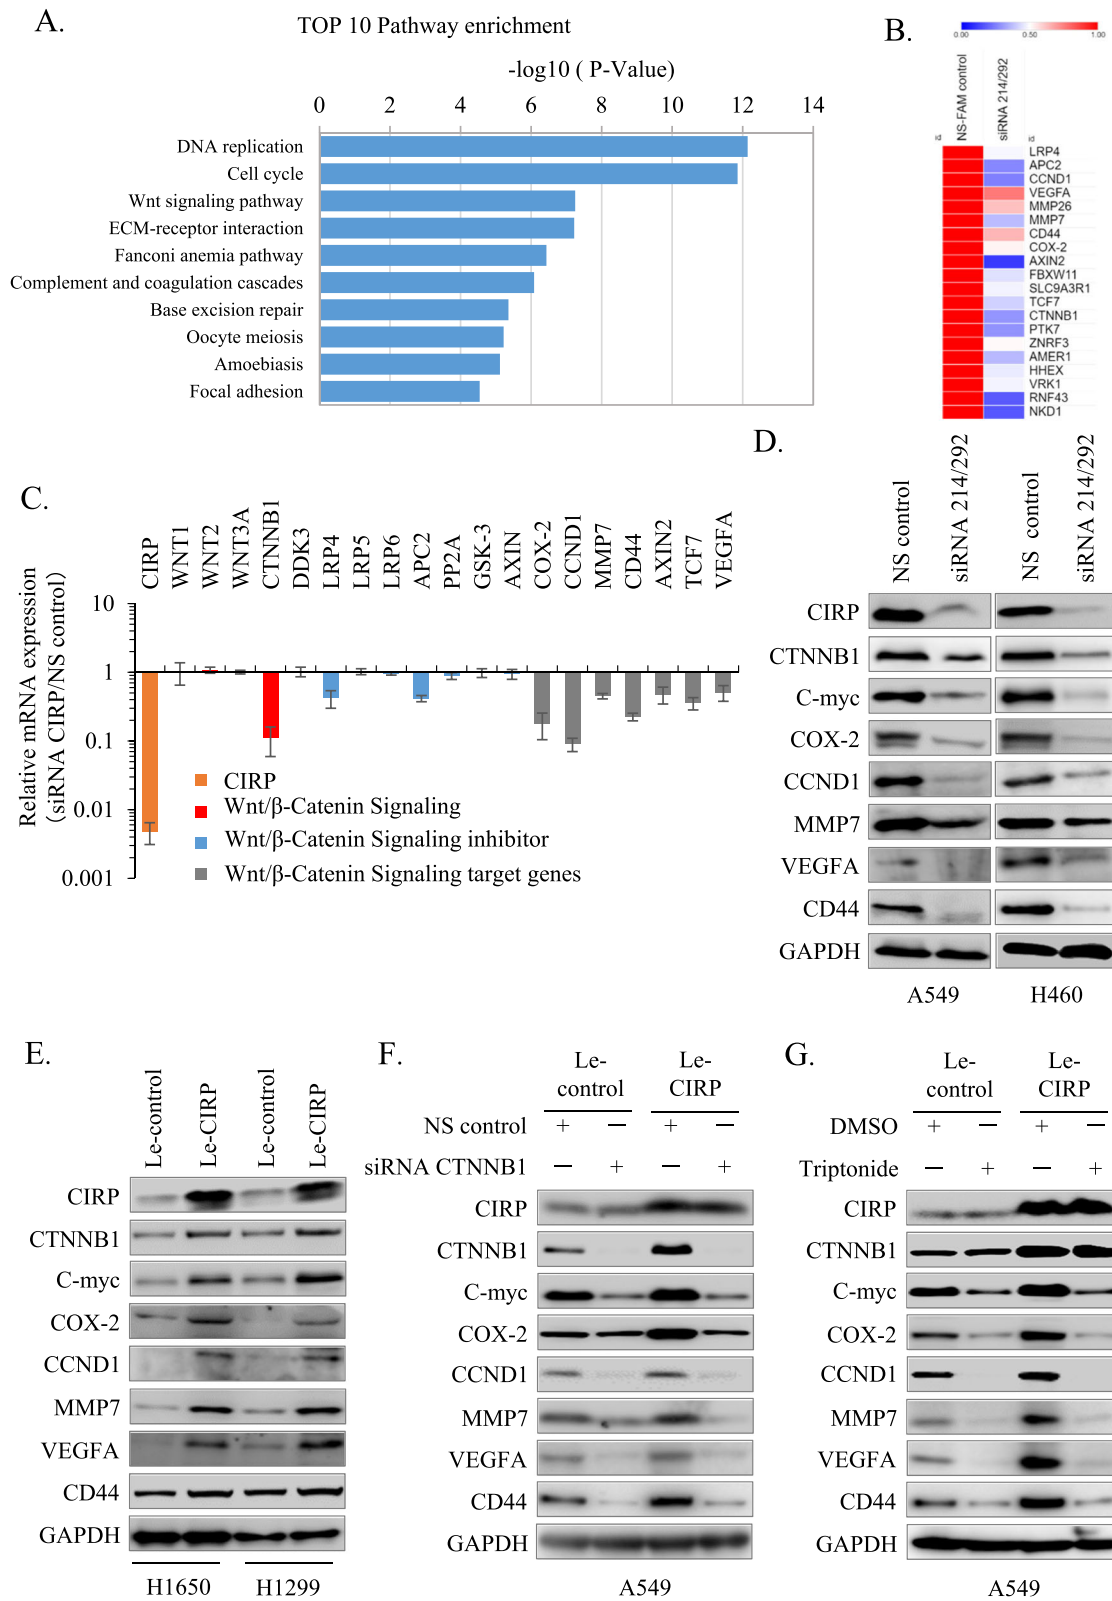 A.
TOP 10 Pathway enrichment
-log10 ( P-Value)
0 2 4 6 8 10 12 14
DNA replication
Cell cycle
Wnt signaling pathway
ECM-receptor interaction
Fanconi anemia pathway
Complement and coagulation cascades
Base excision repair
Oocyte meiosis
Amoebiasis
Focal adhesion
B.
0.00 0.50 1.00
NS-FAM control
siRNA 214/292
id id
LRP4
APC2
CCND1
VEGFA
MMP26
MMP7
CD44
COX-2
AXIN2
FBXW11
SLC9A3R1
TCF7
CTNNB1
PTK7
ZNRF3
AMER1
HHEX
VRK1
RNF43
NKD1
C.
CIRP WNT1 WNT2 WNT3A CTNNB1 DDK3 LRP4 LRP5 LRP6 APC2 PP2A GSK-3 AXIN COX-2 CCND1 MMP7 CD44 AXIN2 TCF7 VEGFA
Relative mRNA expression
(siRNA CIRP/NS control)
10
1
0.1
0.01
0.001
CIRP
Wnt/β-Catenin Signaling
Wnt/β-Catenin Signaling inhibitor
Wnt/β-Catenin Signaling target genes
D.
NS control siRNA 214/292 NS control siRNA 214/292
CIRP
CTNNB1
C-myc
COX-2
CCND1
MMP7
VEGFA
CD44
GAPDH
A549 H460
E.
Le-control Le-CIRP Le-control Le-CIRP
CIRP
CTNNB1
C-myc
COX-2
CCND1
MMP7
VEGFA
CD44
GAPDH
H1650 H1299
F.
Le- Le-
control CIRP
NS control + — + —
siRNA CTNNB1 — + — +
CIRP
CTNNB1
C-myc
COX-2
CCND1
MMP7
VEGFA
CD44
GAPDH
A549
G.
Le- Le-
control CIRP
DMSO + — + —
Triptonide — + — +
CIRP
CTNNB1
C-myc
COX-2
CCND1
MMP7
VEGFA
CD44
GAPDH
A549